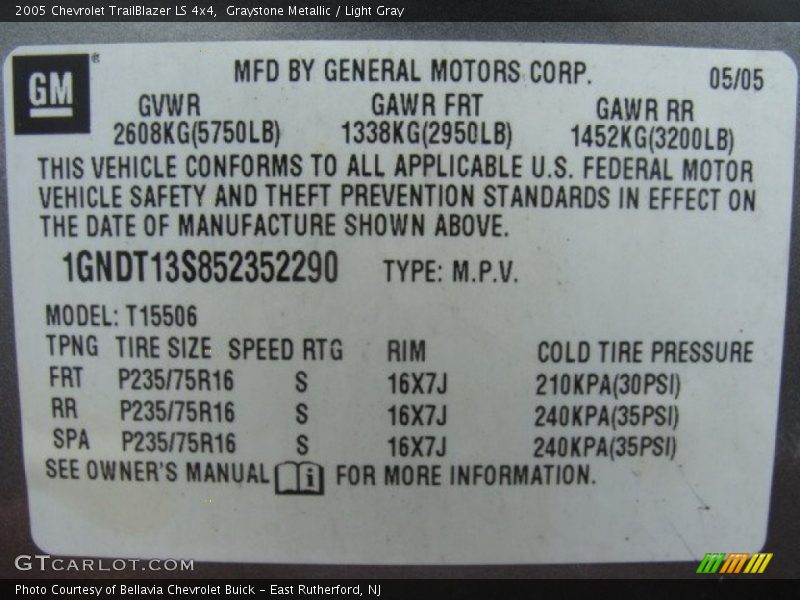 2005 Chevrolet TrailBlazer LS 4x4, Graystone Metallic / Light Gray
GM®
MFD BY GENERAL MOTORS CORP. 05/05
GVWR GAWR FRT GAWR RR
2608KG(5750LB) 1338KG(2950LB) 1452KG(3200LB)
THIS VEHICLE CONFORMS TO ALL APPLICABLE U.S. FEDERAL MOTOR
VEHICLE SAFETY AND THEFT PREVENTION STANDARDS IN EFFECT ON
THE DATE OF MANUFACTURE SHOWN ABOVE.
1GNDT13S852352290 TYPE: M.P.V.
MODEL: T15506
TPNG TIRE SIZE SPEED RTG RIM COLD TIRE PRESSURE
FRT P235/75R16 S 16X7J 210KPA(30PSI)
RR P235/75R16 S 16X7J 240KPA(35PSI)
SPA P235/75R16 S 16X7J 240KPA(35PSI)
SEE OWNER'S MANUAL i FOR MORE INFORMATION.
GTCARLOT.COM
Photo Courtesy of Bellavia Chevrolet Buick – East Rutherford, NJ